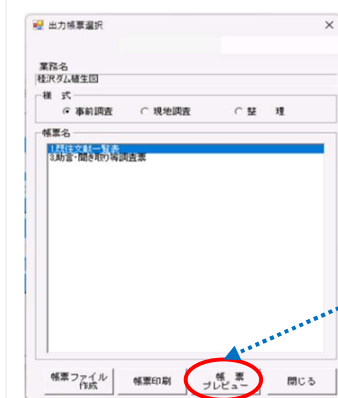 出力帳票選択
業務名
桂沢ダム植生図
様 式
事前調査 現地調査 整 理
帳票名
1.既往文献一覧表
3.助言・聞き取り等調査票
帳票ファイル
作成
帳票印刷
帳 票
プレビュー
閉じる